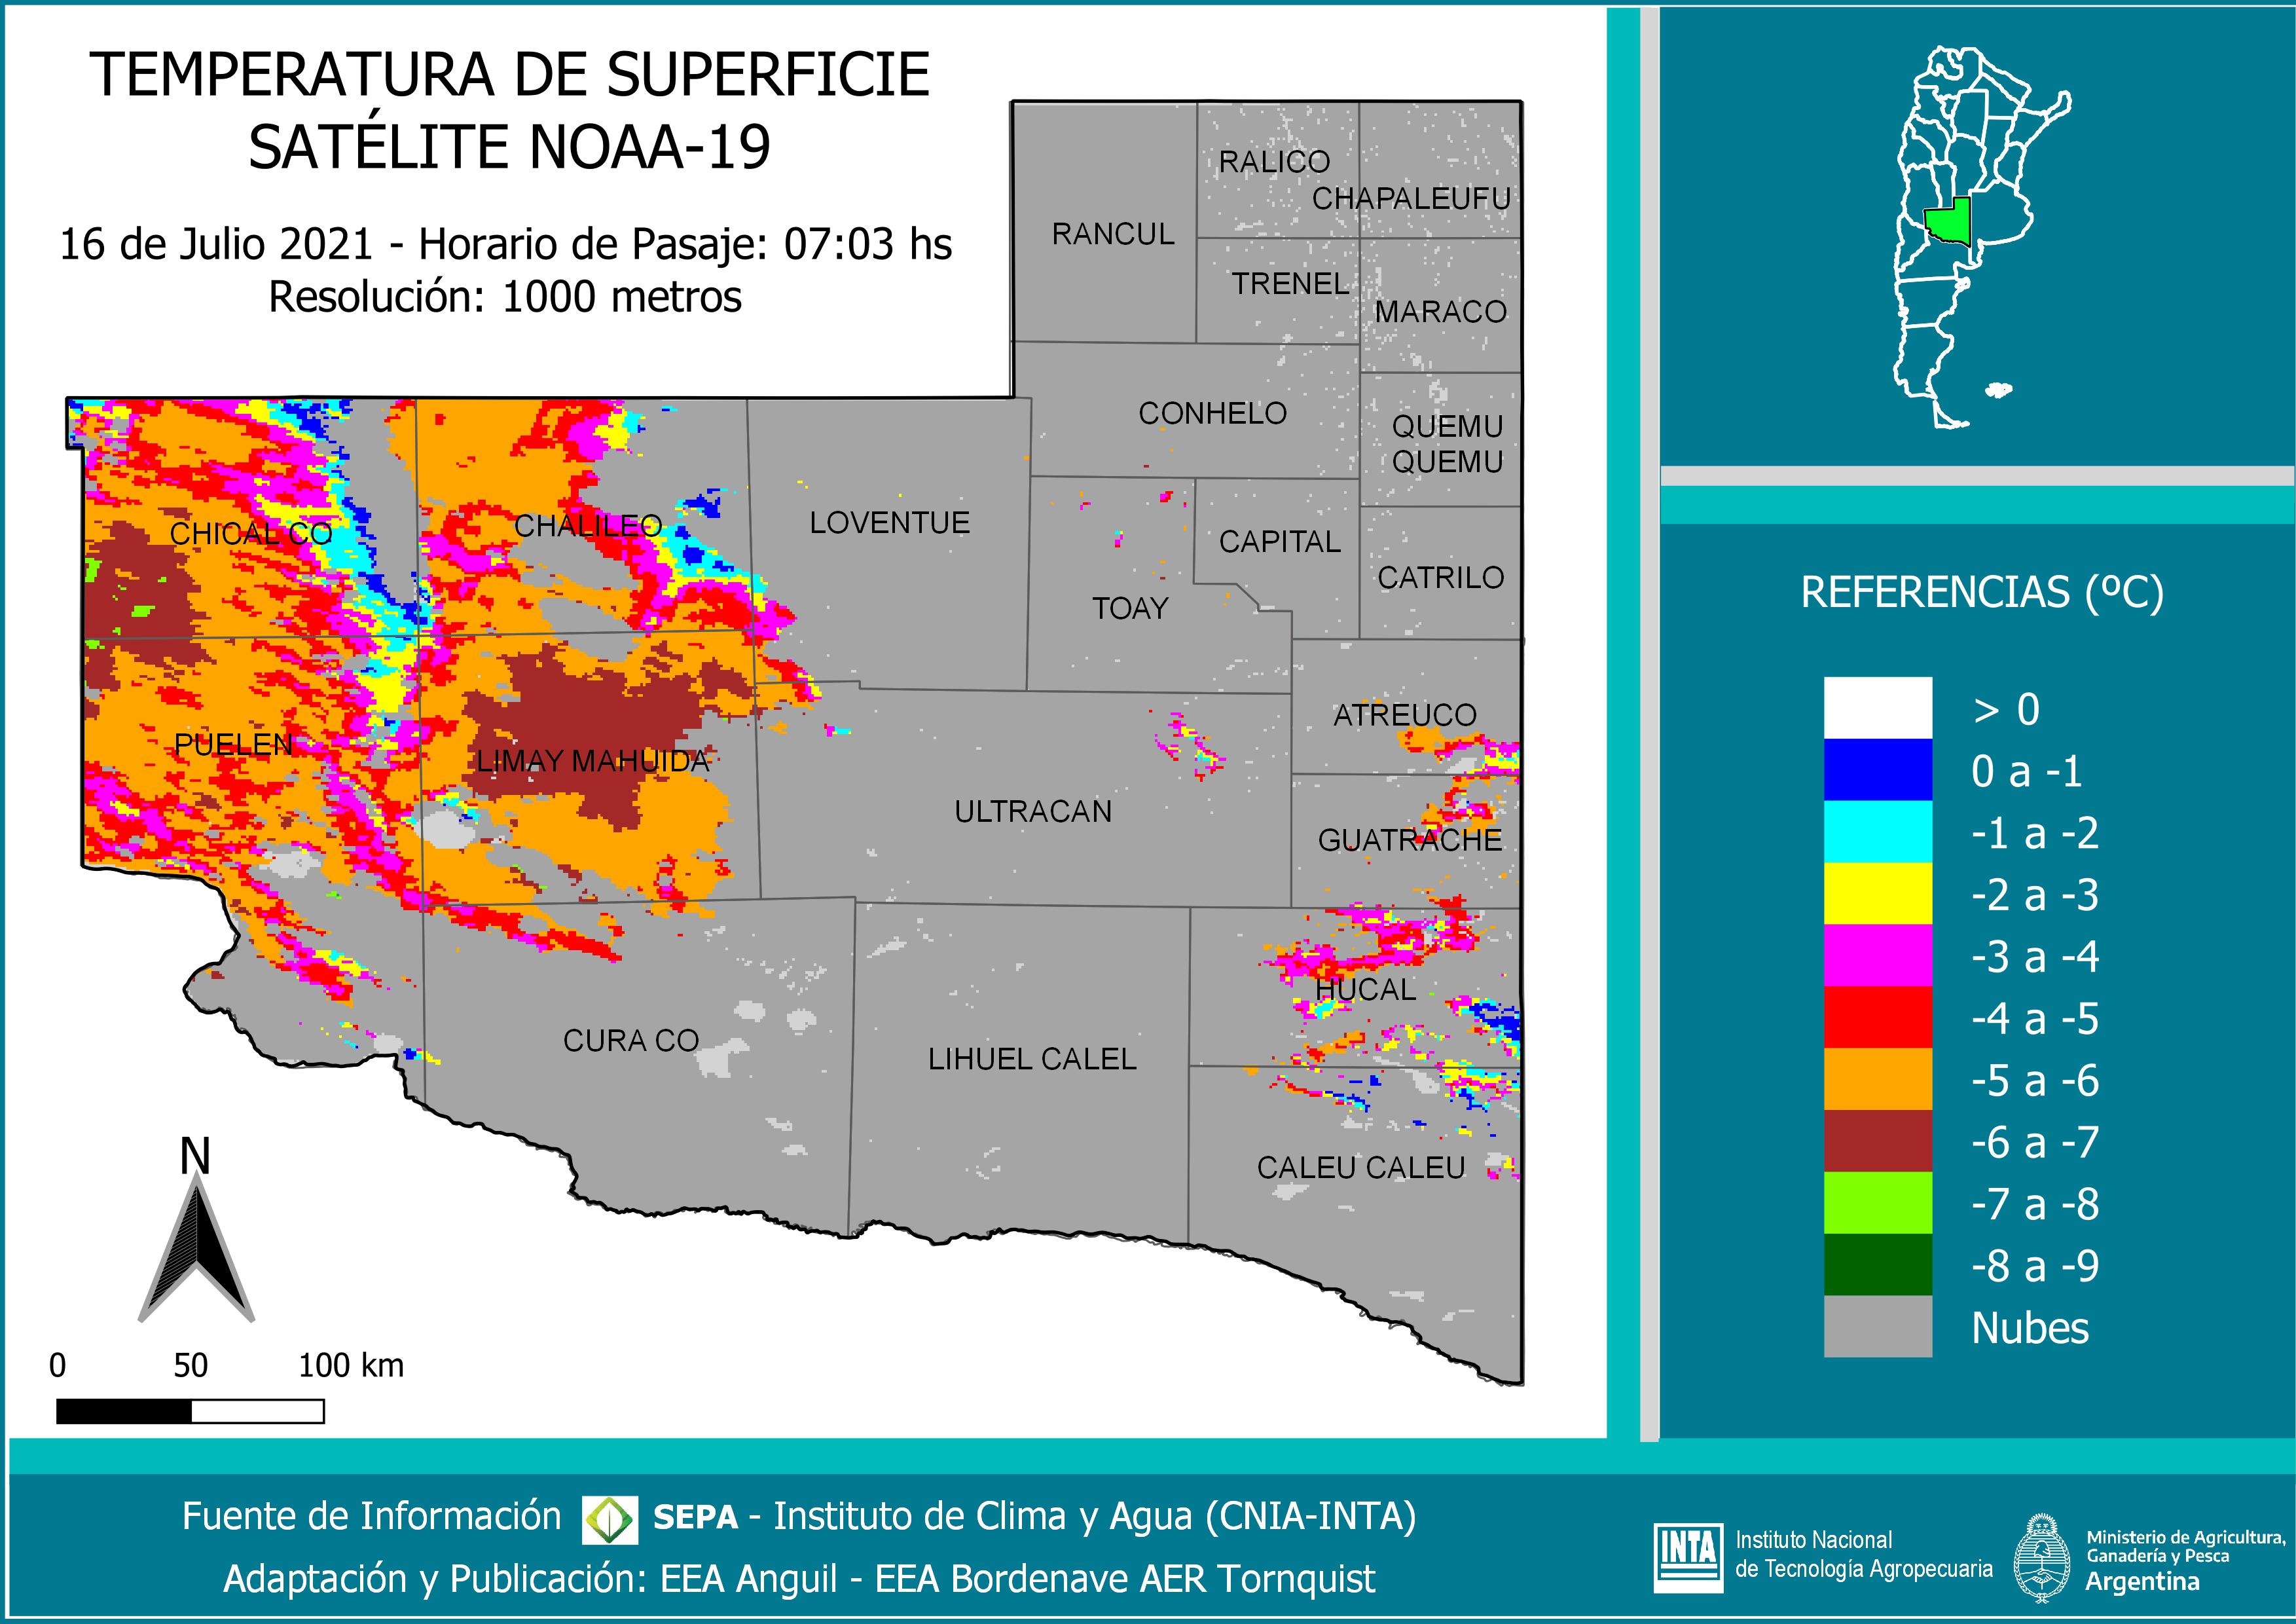 TEMPERATURA DE SUPERFICIE
SATÉLITE NOAA-19
16 de Julio 2021 - Horario de Pasaje: 07:03 hs
Resolución: 1000 metros
RALICO
CHAPALEUFU
RANCUL
TRENEL
MARACO
CONHELO
QUEMU
QUEMU
CHICAL CO
CHALILEO
LOVENTUE
CAPITAL
CATRILO
TOAY
ATREUCO
PUELEN
LIMAY MAHUIDA
ULTRACAN
GUATRACHE
HUCAL
CURA CO
LIHUEL CALEL
CALEU CALEU
N
0 50 100 km
REFERENCIAS (ºC)
> 0
0 a -1
-1 a -2
-2 a -3
-3 a -4
-4 a -5
-5 a -6
-6 a -7
-7 a -8
-8 a -9
Nubes
Fuente de Información SEPA - Instituto de Clima y Agua (CNIA-INTA)
Adaptación y Publicación: EEA Anguil - EEA Bordenave AER Tornquist
INTA
Instituto Nacional
de Tecnología Agropecuaria
Ministerio de Agricultura,
Ganadería y Pesca
Argentina